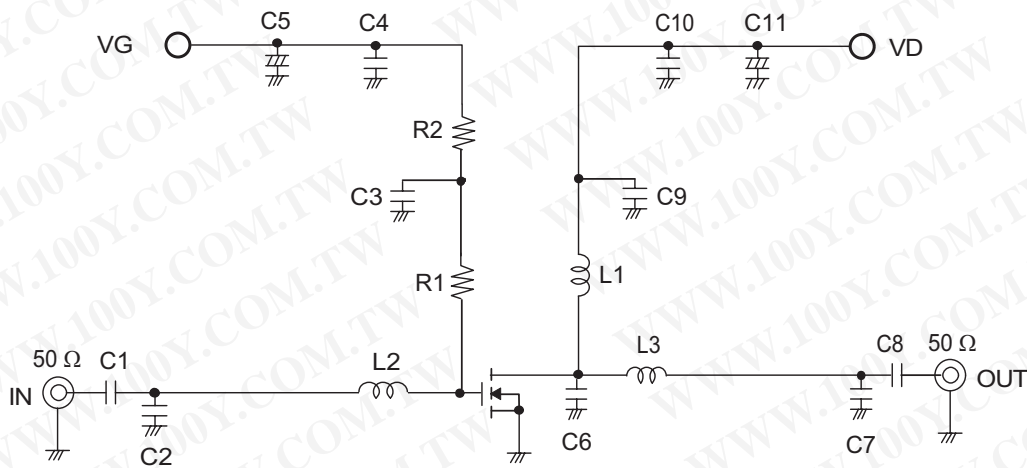 C5 C4 C10 C11
VG VD
R2
C3 C9
R1 L1
50 Ω C1 L2 L3 C8 50 Ω
IN OUT
C2 C6 C7
WWW.100Y.COM.TW